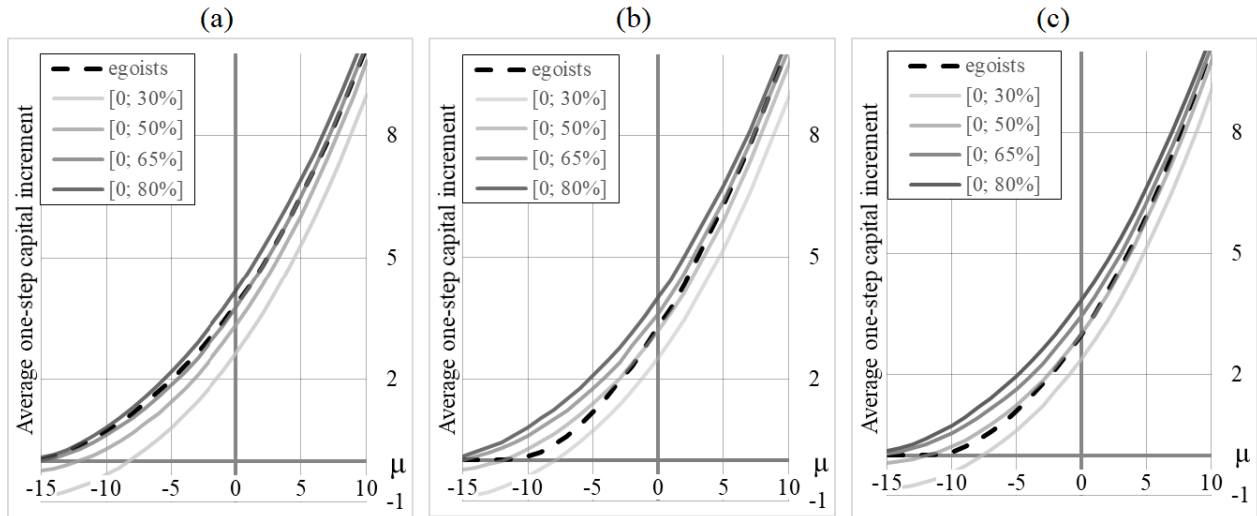 (a)
Average one-step capital increment
egoists
[0; 30%]
[0; 50%]
[0; 65%]
[0; 80%]
8
5
2
μ
-15 -10 -5 0 5 10
-1
(b)
Average one-step capital increment
egoists
[0; 30%]
[0; 50%]
[0; 65%]
[0; 80%]
8
5
2
μ
-15 -10 -5 0 5 10
-1
(c)
Average one-step capital increment
egoists
[0; 30%]
[0; 50%]
[0; 65%]
[0; 80%]
8
5
2
μ
-15 -10 -5 0 5 10
-1